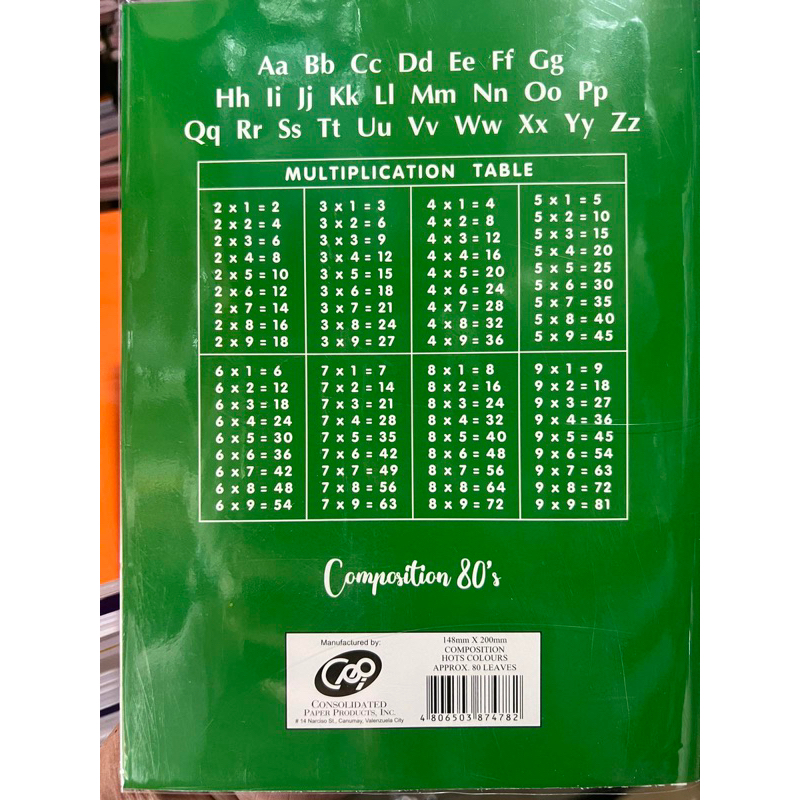 Aa Bb Cc Dd Ee Ff Gg
Hh Ii Jj Kk Ll Mm Nn Oo Pp
Qq Rr Ss Tt Uu Vv Ww Xx Yy Zz
MULTIPLICATION TABLE
2 x 1 = 2
2 x 2 = 4
2 x 3 = 6
2 x 4 = 8
2 x 5 = 10
2 x 6 = 12
2 x 7 = 14
2 x 8 = 16
2 x 9 = 18
3 x 1 = 3
3 x 2 = 6
3 x 3 = 9
3 x 4 = 12
3 x 5 = 15
3 x 6 = 18
3 x 7 = 21
3 x 8 = 24
3 x 9 = 27
4 x 1 = 4
4 x 2 = 8
4 x 3 = 12
4 x 4 = 16
4 x 5 = 20
4 x 6 = 24
4 x 7 = 28
4 x 8 = 32
4 x 9 = 36
5 x 1 = 5
5 x 2 = 10
5 x 3 = 15
5 x 4 = 20
5 x 5 = 25
5 x 6 = 30
5 x 7 = 35
5 x 8 = 40
5 x 9 = 45
6 x 1 = 6
6 x 2 = 12
6 x 3 = 18
6 x 4 = 24
6 x 5 = 30
6 x 6 = 36
6 x 7 = 42
6 x 8 = 48
6 x 9 = 54
7 x 1 = 7
7 x 2 = 14
7 x 3 = 21
7 x 4 = 28
7 x 5 = 35
7 x 6 = 42
7 x 7 = 49
7 x 8 = 56
7 x 9 = 63
8 x 1 = 8
8 x 2 = 16
8 x 3 = 24
8 x 4 = 32
8 x 5 = 40
8 x 6 = 48
8 x 7 = 56
8 x 8 = 64
8 x 9 = 72
9 x 1 = 9
9 x 2 = 18
9 x 3 = 27
9 x 4 = 36
9 x 5 = 45
9 x 6 = 54
9 x 7 = 63
9 x 8 = 72
9 x 9 = 81
Composition 80's
Manufactured by:
CPPI
CONSOLIDATED
PAPER PRODUCTS, INC.
# 14 Narciso St., Canumay, Valenzuela City
148mm X 200mm
COMPOSITION
HOTS COLOURS
APPROX. 80 LEAVES
4 806503 874782